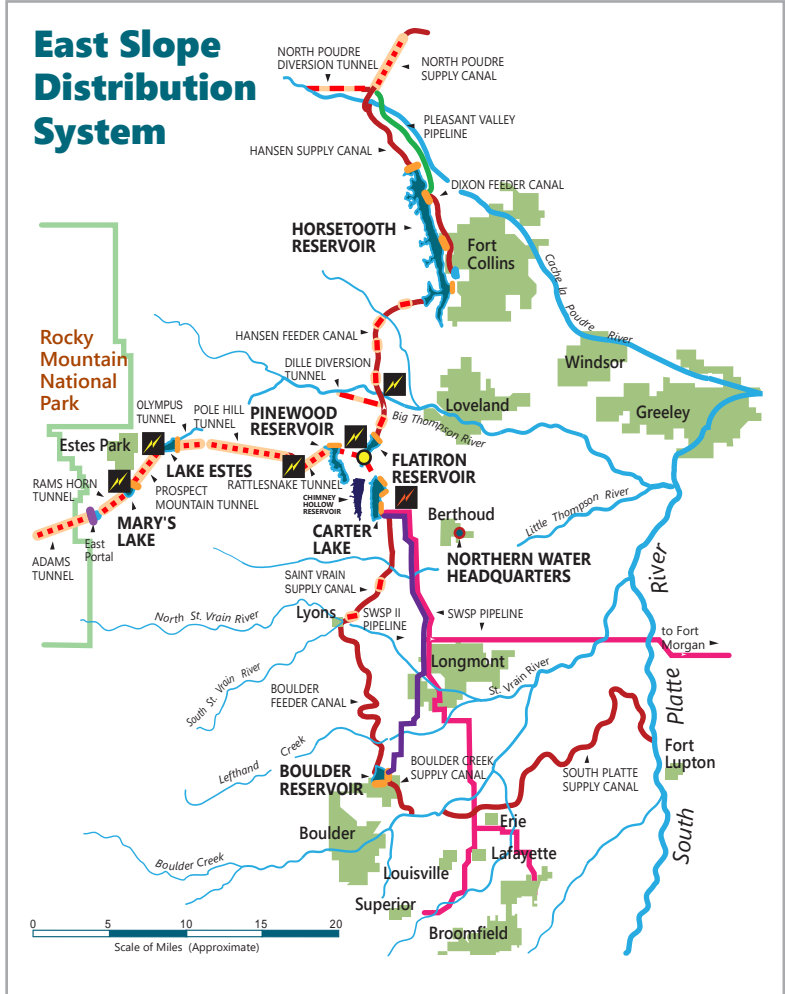 East Slope
Distribution
System
NORTH POUDRE
DIVERSION TUNNEL
NORTH POUDRE
SUPPLY CANAL
PLEASANT VALLEY
PIPELINE
HANSEN SUPPLY CANAL
DIXON FEEDER CANAL
HORSETOOTH
RESERVOIR
Fort
Collins
Cache la Poudre River
HANSEN FEEDER CANAL
Windsor
Rocky
Mountain
National
Park
DILLE DIVERSION
TUNNEL
Loveland
Greeley
OLYMPUS
TUNNEL
POLE HILL
TUNNEL
PINEWOOD
RESERVOIR
Big Thompson River
Estes Park
LAKE ESTES
FLATIRON
RESERVOIR
RAMS HORN
TUNNEL
PROSPECT
MOUNTAIN TUNNEL
RATTLESNAKE TUNNEL
CHIMNEY
HOLLOW
RESERVOIR
Little Thompson River
MARY'S
LAKE
CARTER
LAKE
Berthoud
East
Portal
ADAMS
TUNNEL
NORTHERN WATER
HEADQUARTERS
SAINT VRAIN
SUPPLY CANAL
North St. Vrain River
Lyons
SWSP II
PIPELINE
SWSP PIPELINE
to Fort
Morgan
Longmont
St. Vrain River
South St. Vrain River
BOULDER
FEEDER CANAL
Lefthand Creek
BOULDER
RESERVOIR
BOULDER CREEK
SUPPLY CANAL
SOUTH PLATTE
SUPPLY CANAL
Fort
Lupton
South Platte River
Boulder
Erie
Boulder Creek
Lafayette
Louisville
Superior
Broomfield
0 5 10 15 20
Scale of Miles (Approximate)